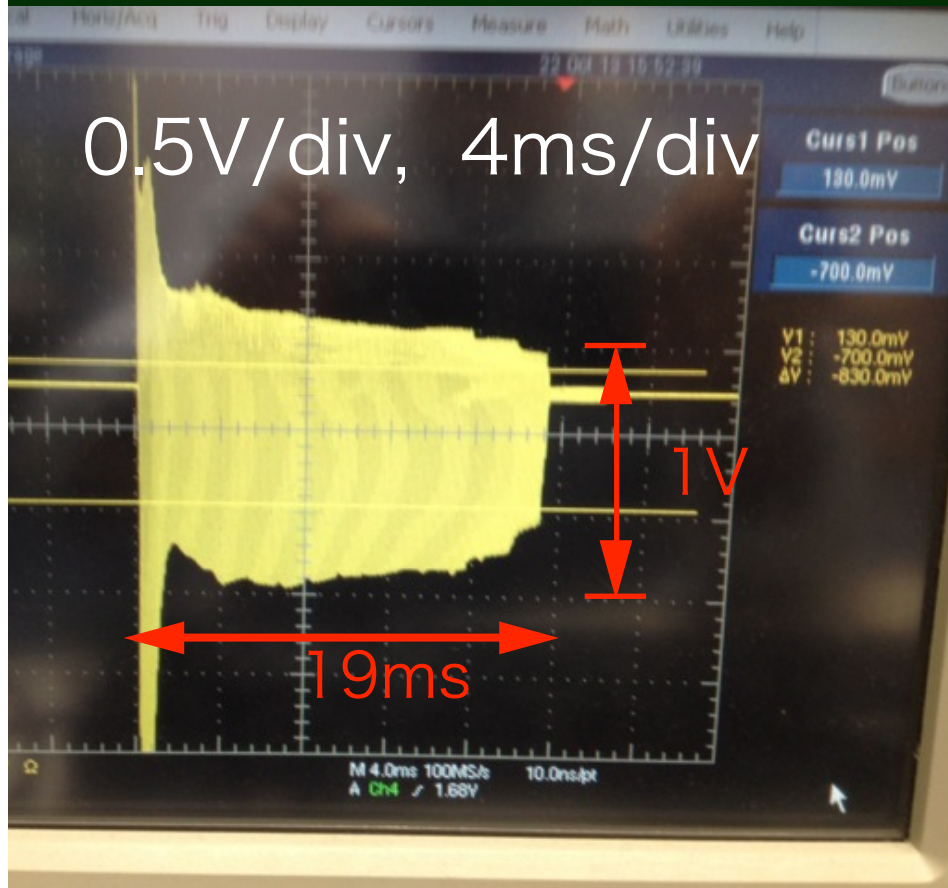 Horiz/Acq Trig Display Cursors Measure Math Utilities Help
22 Oct 13 15:52:39
Button
0.5V/div, 4ms/div
Curs1 Pos
130.0mV
Curs2 Pos
-700.0mV
V1 : 130.0mV
V2 : -700.0mV
ΔV : -830.0mV
1V
19ms
Ω
M 4.0ms 100MS/s 10.0ns/pt
A Ch4 ⌠ 1.68V